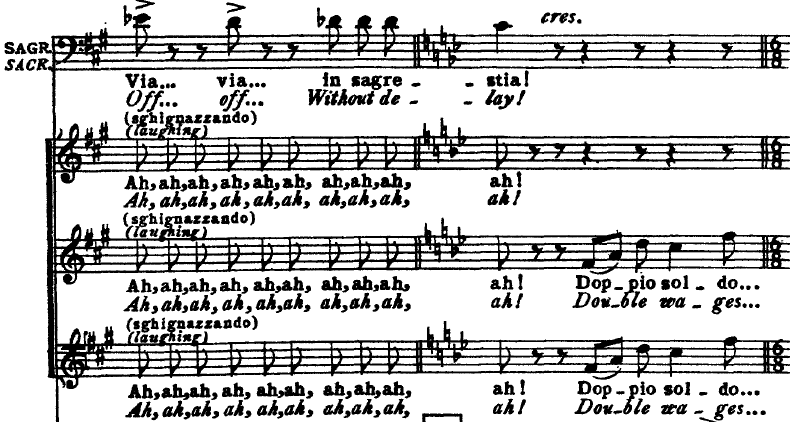 cres.
SAGR.
SACR.
Via... via... in sagre - - stia!
Off... off... Without de - - lay!
(sghignazzando)
(laughing)
Ah, ah, ah, ah, ah, ah, ah, ah, ah, ah!
Ah, ah, ah, ah, ah, ah, ah, ah, ah, ah!
(sghignazzando)
(laughing)
Ah, ah, ah, ah, ah, ah, ah, ah, ah, ah! Dop - pio sol - do...
Ah, ah, ah, ah, ah, ah, ah, ah, ah, ah! Dou - ble wa - ges...
(sghignazzando)
(laughing)
Ah, ah, ah, ah, ah, ah, ah, ah, ah, ah! Dop - pio sol - do...
Ah, ah, ah, ah, ah, ah, ah, ah, ah, ah! Dou - ble wa - ges...